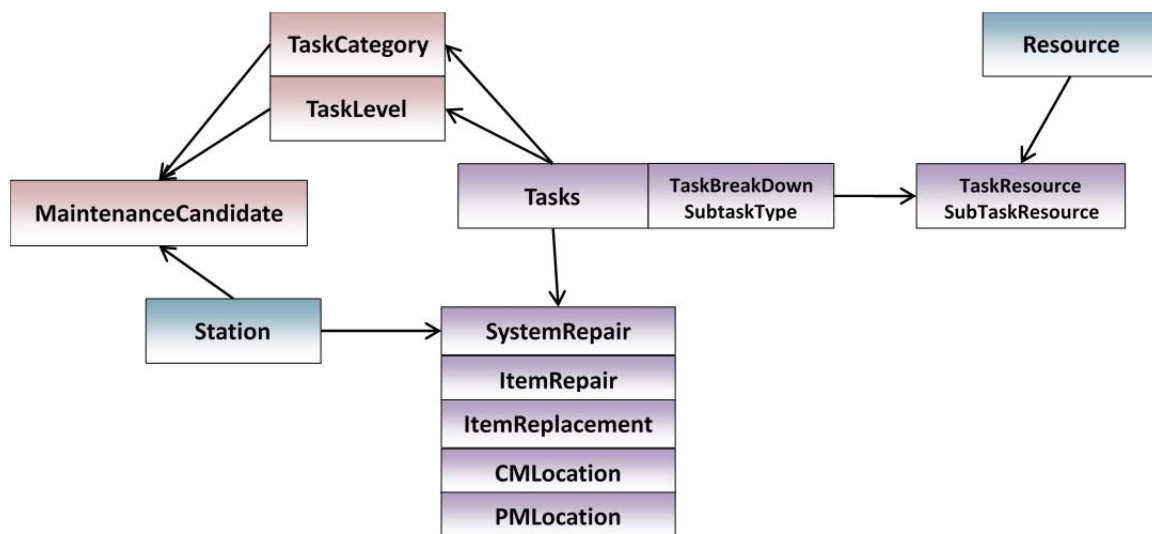 TaskCategory
Resource
TaskLevel
MaintenanceCandidate
Tasks
TaskBreakDown
SubtaskType
TaskResource
SubTaskResource
Station
SystemRepair
ItemRepair
ItemReplacement
CMLocation
PMLocation